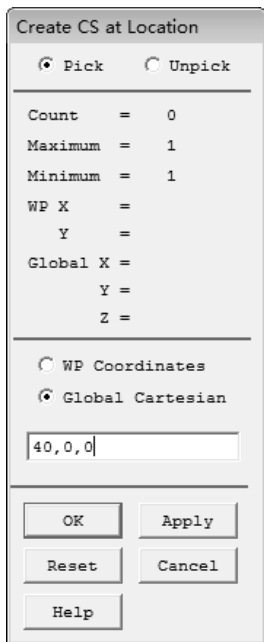 Create CS at Location
Pick Unpick
Count = 0
Maximum = 1
Minimum = 1
WP X =
Y =
Global X =
Y =
Z =
WP Coordinates
Global Cartesian
40,0,0
OK Apply
Reset Cancel
Help